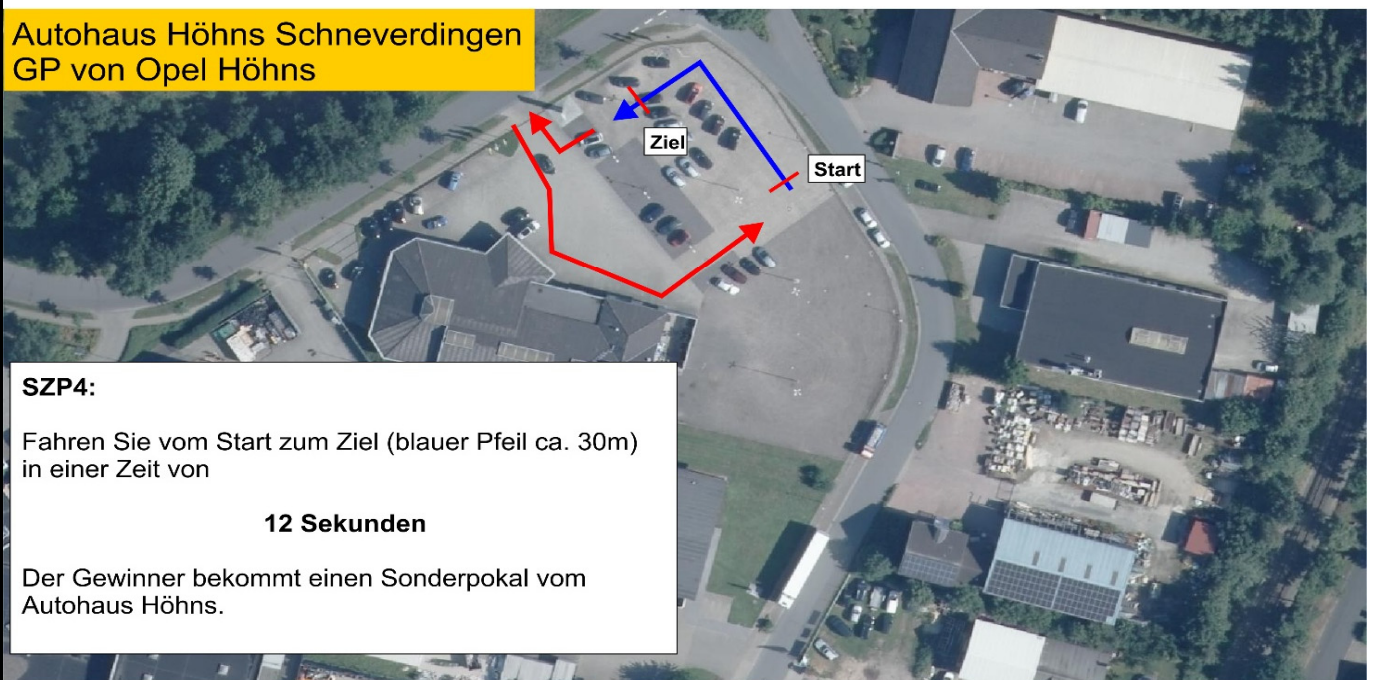 Autohaus Höhns Schneverdingen
GP von Opel Höhns
Ziel
Start
SZP4:
Fahren Sie vom Start zum Ziel (blauer Pfeil ca. 30m)
in einer Zeit von
12 Sekunden
Der Gewinner bekommt einen Sonderpokal vom
Autohaus Höhns.